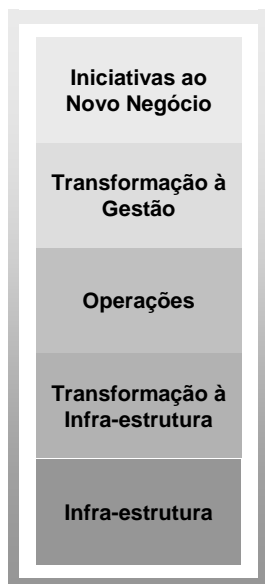 Iniciativas ao
Novo Negócio
Transformação à
Gestão
Operações
Transformação à
Infra-estrutura
Infra-estrutura